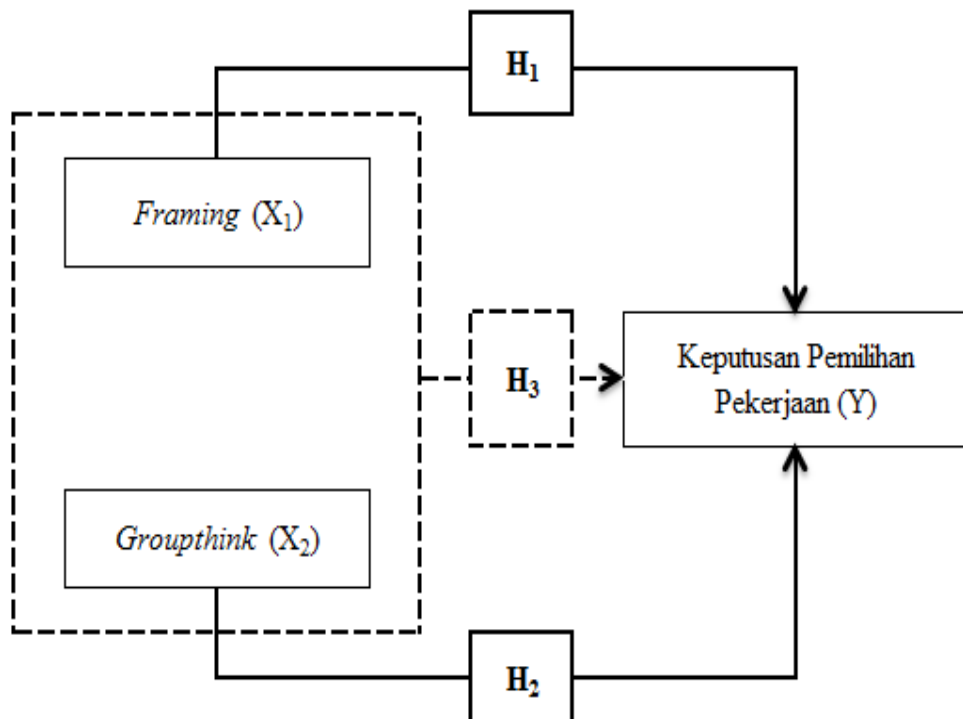 H₁
Framing (X₁)
H₃
Keputusan Pemilihan
Pekerjaan (Y)
Groupthink (X₂)
H₂